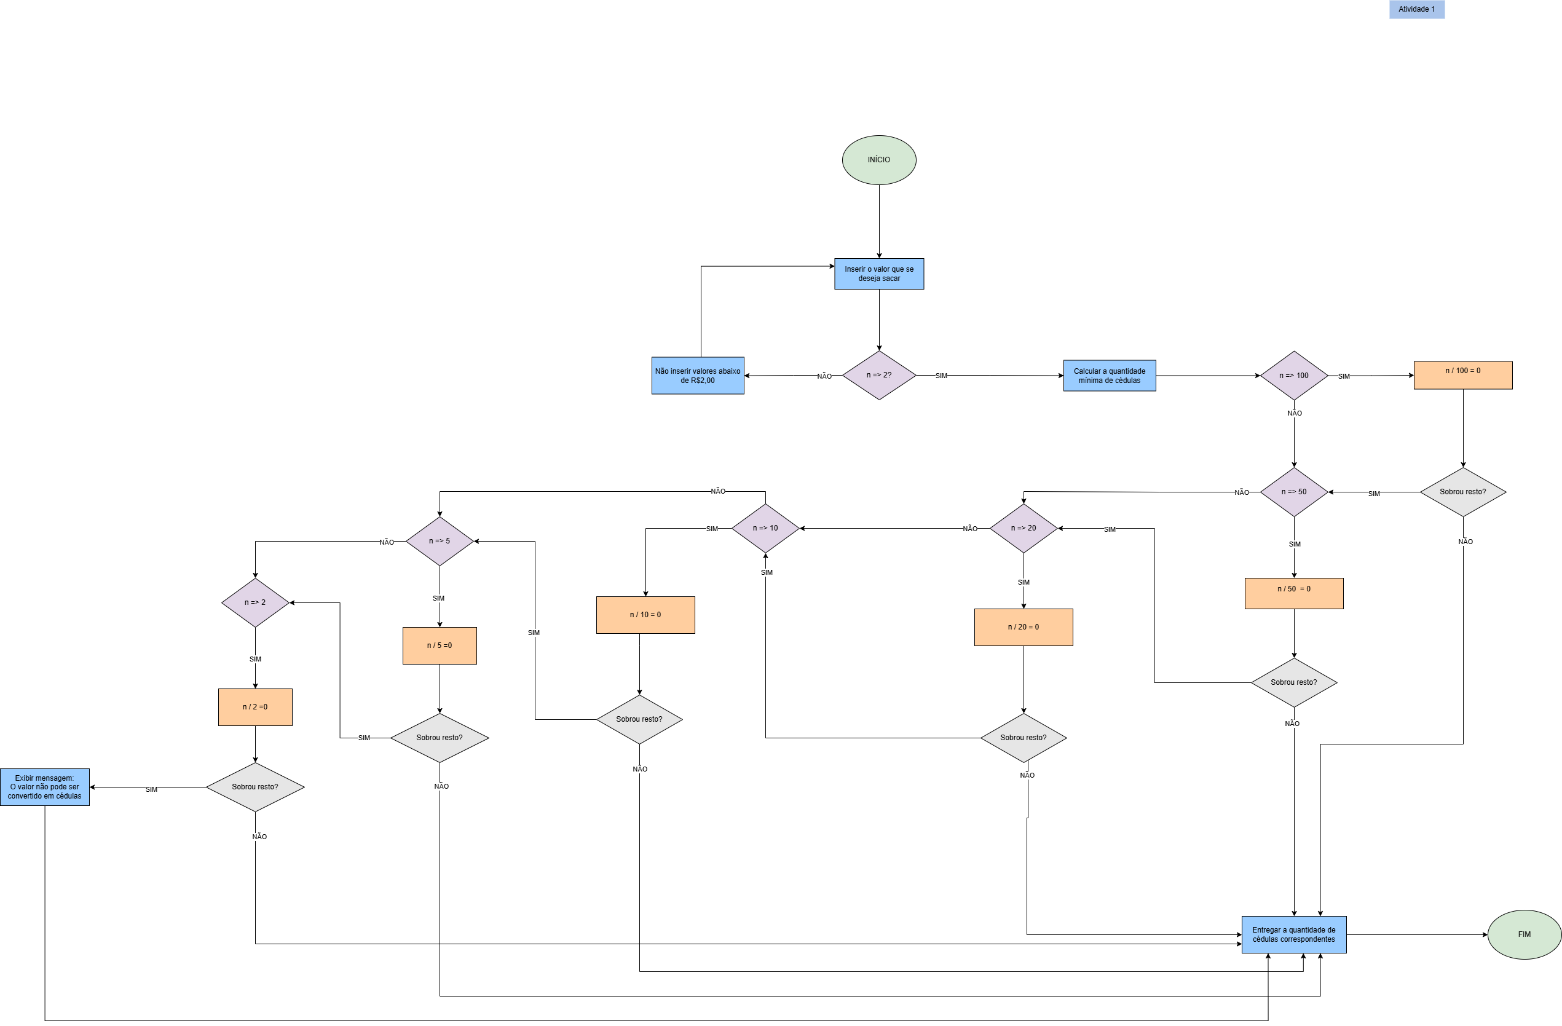 Atividade 1
INÍCIO
Inserir o valor que se
deseja sacar
Não inserir valores abaixo
de R$2,00
NÃO
n => 2?
SIM
Calcular a quantidade
mínima de cédulas
n => 100
SIM
n / 100 = 0
NÃO
NÃO
NÃO
n => 50
SIM
Sobrou resto?
n => 5
NÃO
SIM
n => 10
NÃO
n => 20
SIM
NÃO
SIM
SIM
SIM
n / 50 = 0
n => 2
SIM
n / 10 = 0
n / 20 = 0
SIM
n / 5 =0
SIM
Sobrou resto?
n / 2 =0
Sobrou resto?
NÃO
SIM
Sobrou resto?
Sobrou resto?
NÃO
NÃO
Exibir mensagem:
O valor não pode ser
convertido em cédulas
SIM
Sobrou resto?
NÃO
NÃO
Entregar a quantidade de
cédulas correspondentes
FIM